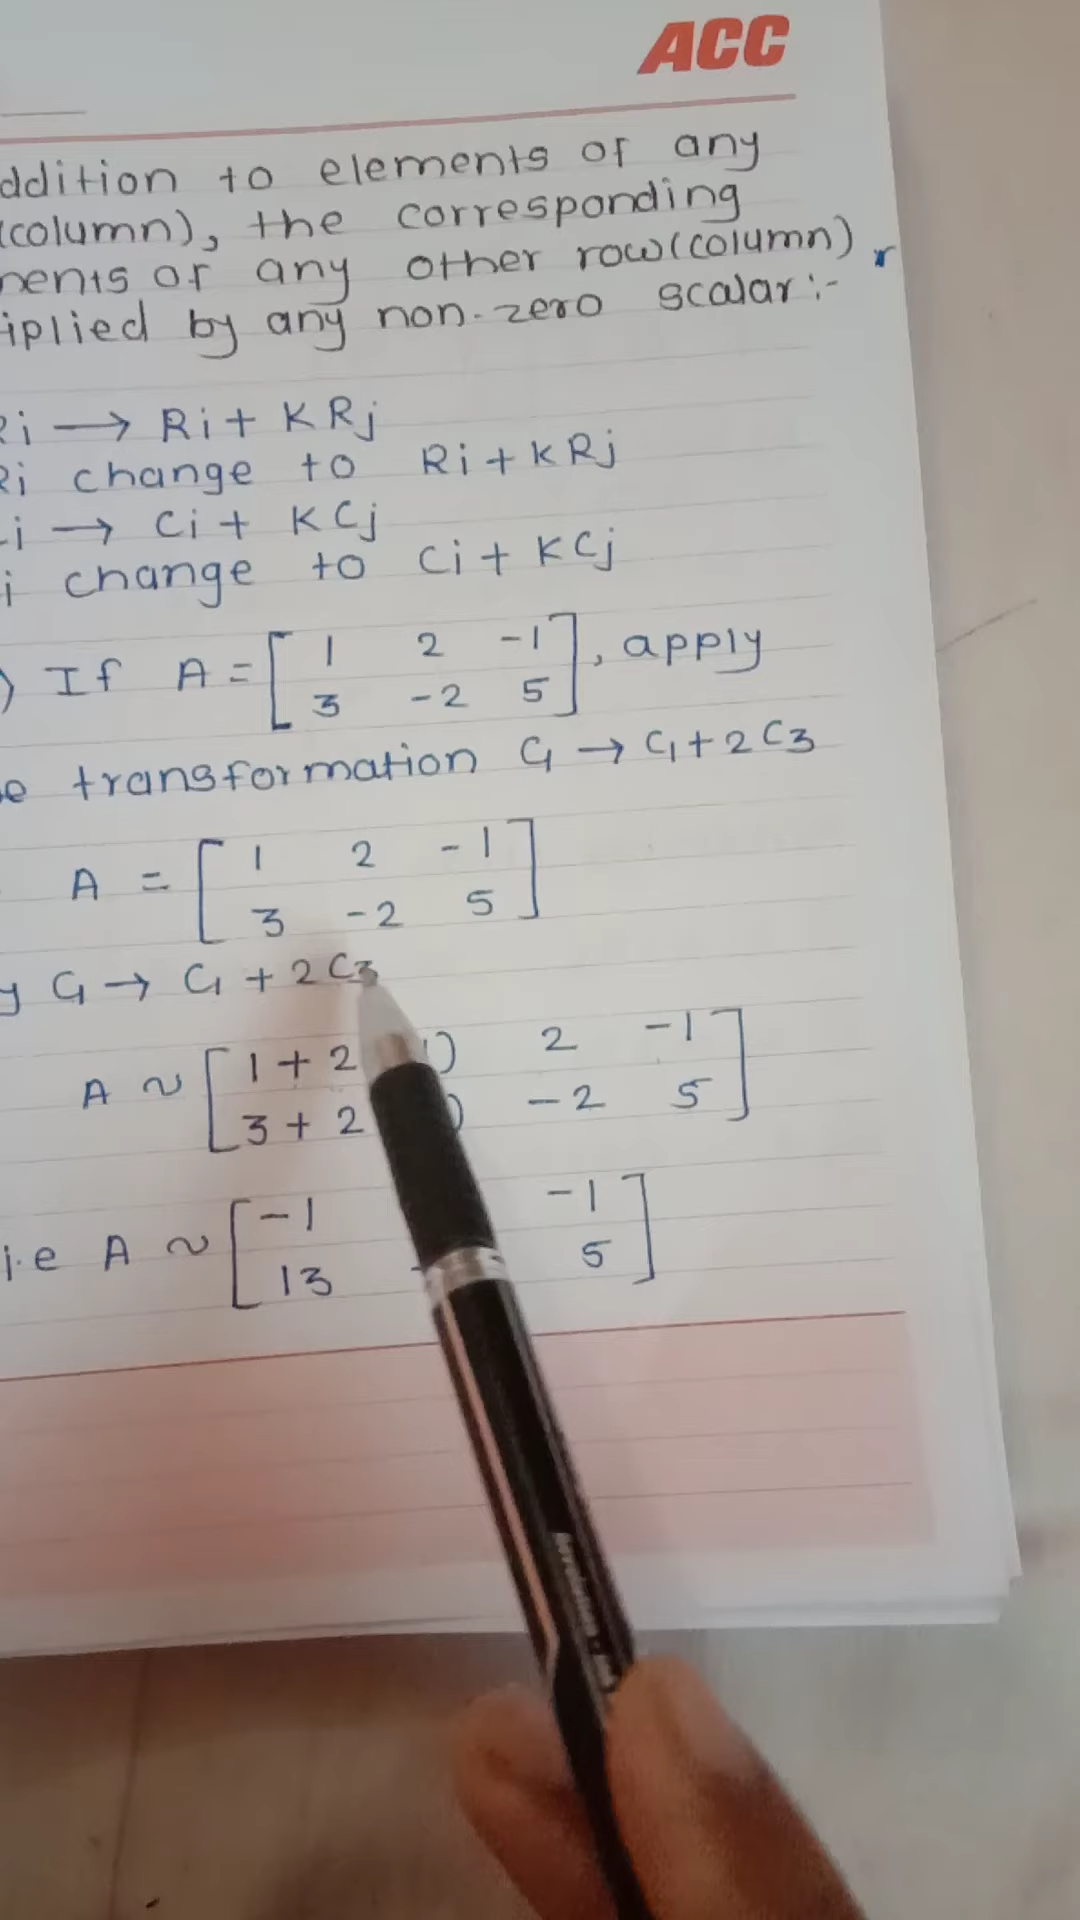 ACC
ddition to elements of any
(column), the corresponding
nents of any other row(column)
iplied by any non-zero scalar:-
Ri → Ri + KRj
Ri change to Ri + kRj
Ci → Ci + KCj
i change to Ci + KCj
) If A = [ 1 2 -1 ], apply
3 -2 5
e transformation C1 → C1 + 2C3
A = [ 1 2 -1 ]
3 -2 5
y C1 → C1 + 2C3
A ~ [ 1 + 2 1) 2 -1 ]
3 + 2 ) -2 5
i.e A ~ [ -1 -1 ]
13 5